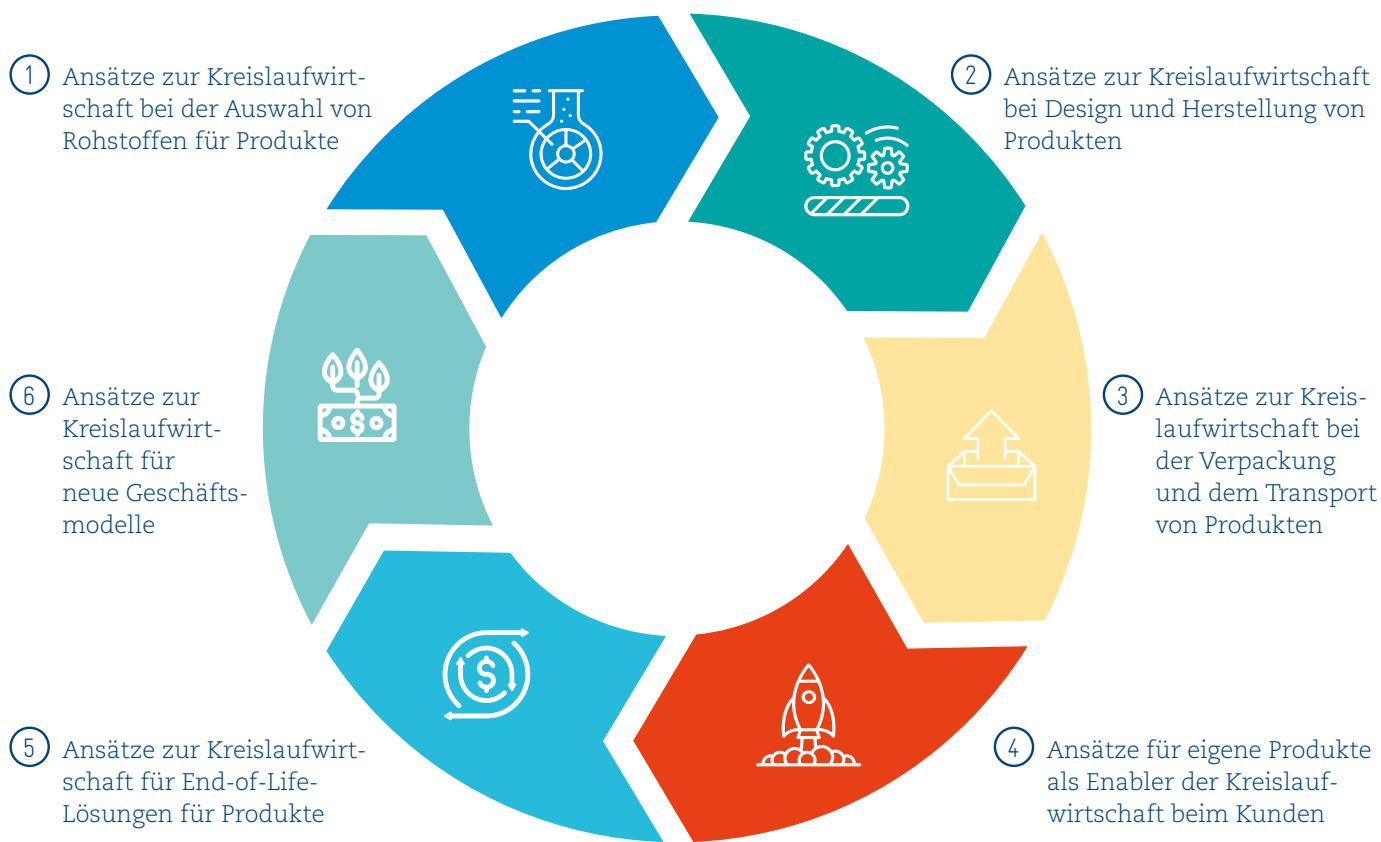 1 Ansätze zur Kreislaufwirt-
schaft bei der Auswahl von
Rohstoffen für Produkte
2 Ansätze zur Kreislaufwirtschaft
bei Design und Herstellung von
Produkten
3 Ansätze zur Kreis-
laufwirtschaft bei
der Verpackung
und dem Transport
von Produkten
4 Ansätze für eigene Produkte
als Enabler der Kreislauf-
wirtschaft beim Kunden
5 Ansätze zur Kreislaufwirt-
schaft für End-of-Life-
Lösungen für Produkte
6 Ansätze zur
Kreislaufwirt-
schaft für
neue Geschäfts-
modelle
$
$